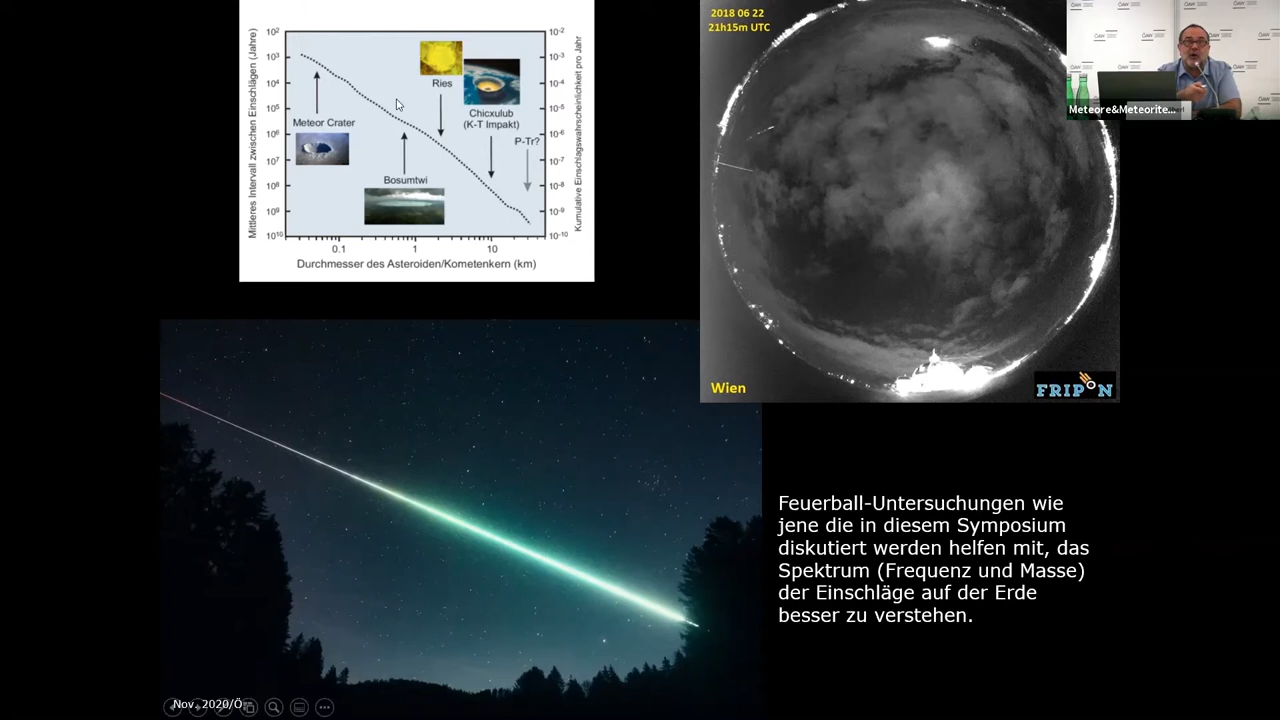 10² 10⁻²
10³ 10⁻³
10⁴ 10⁻⁴
10⁵ 10⁻⁵
10⁶ 10⁻⁶
10⁷ 10⁻⁷
10⁸ 10⁻⁸
10⁹ 10⁻⁹
10¹⁰ 10⁻¹⁰
Mittleres Intervall zwischen Einschlägen (Jahre)
Kumulative Einschlagswahrscheinlichkeit pro Jahr
Meteor Crater
Bosumtwi
Ries
Chicxulub
(K-T Impakt)
P-Tr?
0.1 1 10
Durchmesser des Asteroiden/Kometenkern (km)
2018 06 22
21h15m UTC
Wien
FRIPON
ÖAW
Meteore&Meteorite...
Feuerball-Untersuchungen wie
jene die in diesem Symposium
diskutiert werden helfen mit, das
Spektrum (Frequenz und Masse)
der Einschläge auf der Erde
besser zu verstehen.
Nov. 2020/Ö